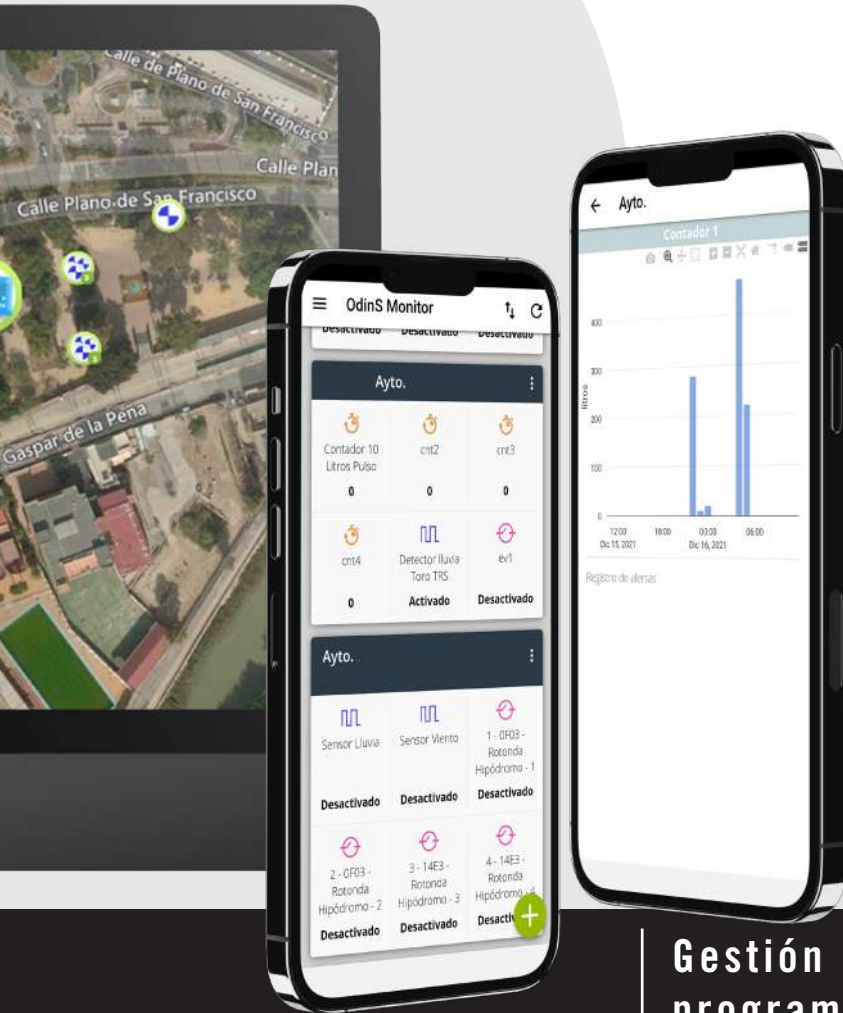 Calle de Plano de San Francisco
Calle Plan
Calle Plano de San Francisco
Gaspar de la Peña
OdinS Monitor
Desactivado Desactivado Desactivado
Ayto.
Contador 10 Litros Pulso
0
cnt2
0
cnt3
0
cnt4
0
Detector lluvia Toro TRS
Activado
ev1
Desactivado
Ayto.
Sensor Lluvia
Desactivado
Sensor Viento
Desactivado
1 - 0F03 -
Rotonda
Hipódromo - 1
Desactivado
2 - 0F03 -
Rotonda
Hipódromo - 2
Desactivado
3 - 14E3 -
Rotonda
Hipódromo - 3
Desactivado
4 - 14E3 -
Rotonda
Hipódromo -
Desactiv
Ayto.
Contador 1
litros
400
300
200
100
0
12:00 18:00 00:00 06:00
Dic 15, 2021 Dic 16, 2021
Registro de alertas
Gestión
program